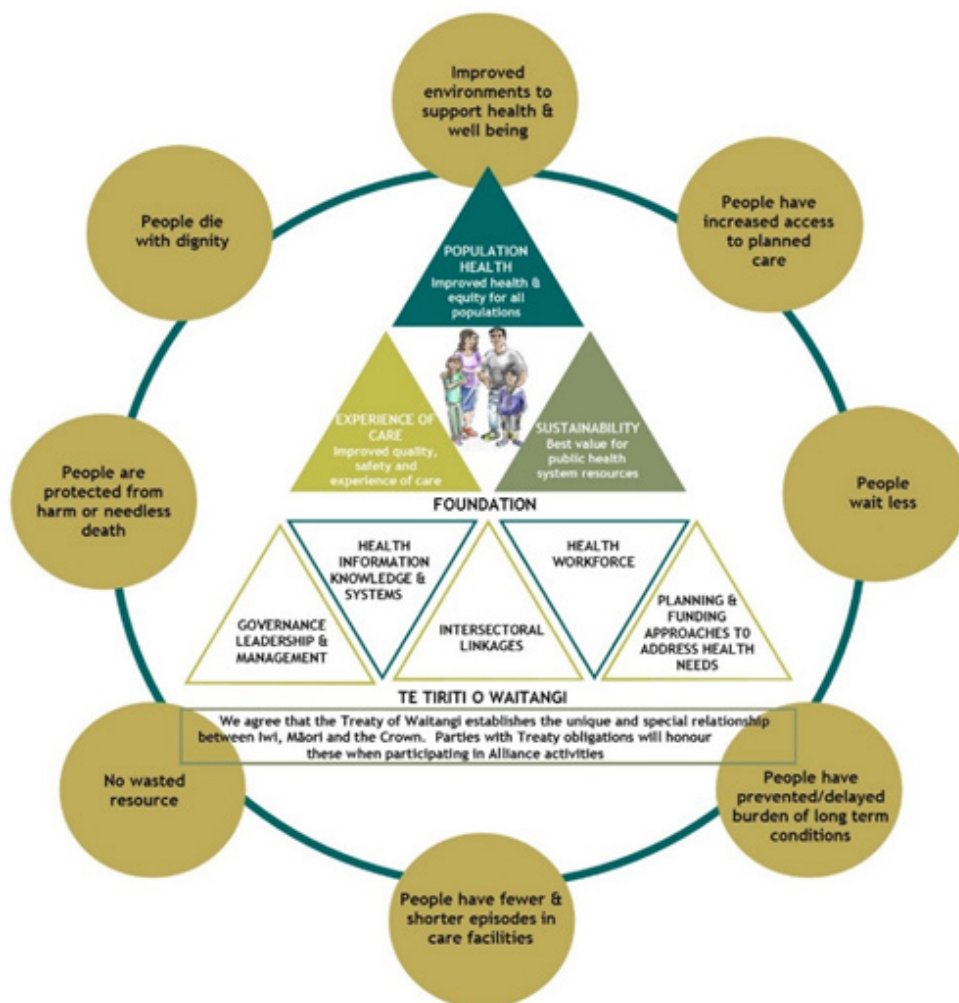 Improved
environments to
support health &
well being
People have
increased access
to planned
care
People
wait less
People have
prevented/delayed
burden of long term
conditions
People have fewer &
shorter episodes in
care facilities
No wasted
resource
People are
protected from
harm or needless
death
People die
with dignity
POPULATION
HEALTH
Improved health &
equity for all
populations
EXPERIENCE OF
CARE
Improved quality,
safety and
experience of care
SUSTAINABILITY
Best value for
public health
system resources
FOUNDATION
GOVERNANCE
LEADERSHIP &
MANAGEMENT
HEALTH
INFORMATION
KNOWLEDGE &
SYSTEMS
INTERSECTORAL
LINKAGES
HEALTH
WORKFORCE
PLANNING &
FUNDING
APPROACHES TO
ADDRESS HEALTH
NEEDS
TE TIRITI O WAITANGI
We agree that the Treaty of Waitangi establishes the unique and special relationship
between Iwi, Māori and the Crown. Parties with Treaty obligations will honour
these when participating in Alliance activities